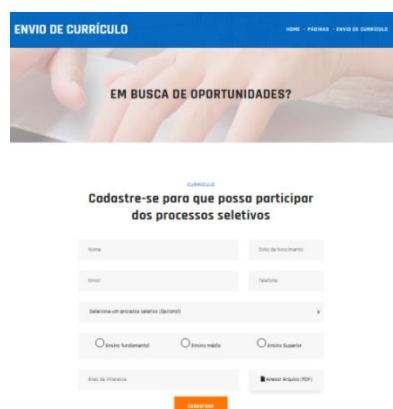 ENVIO DE CURRÍCULO
HOME - PÁGINAS - ENVIO DE CURRÍCULO
EM BUSCA DE OPORTUNIDADES?
CURRÍCULO
Cadastre-se para que possa participar
dos processos seletivos
Nome
Data de Nascimento
Email
Telefone
Selecione um processo seletivo (Opcional)
Ensino fundamental
Ensino médio
Ensino Superior
Área de interesse
Anexar Arquivo (PDF)
CADASTRAR